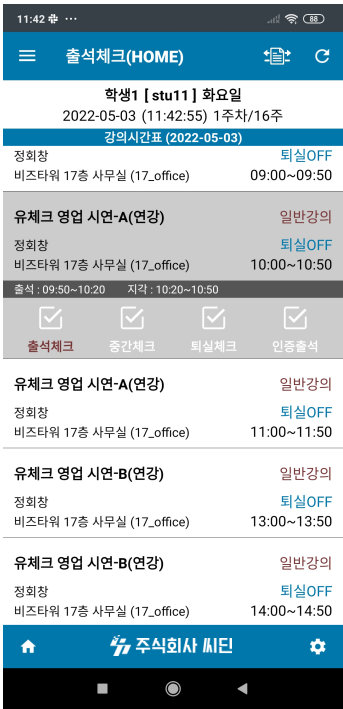 11:42 ··· 88
출석체크(HOME)
학생1 [ stu11 ] 화요일
2022-05-03 (11:42:55) 1주차/16주
강의시간표 (2022-05-03)
정회창 퇴실OFF
비즈타워 17층 사무실 (17_office) 09:00~09:50
유체크 영업 시연-A(연강) 일반강의
정회창 퇴실OFF
비즈타워 17층 사무실 (17_office) 10:00~10:50
출석 : 09:50~10:20 지각 : 10:20~10:50
출석체크 중간체크 퇴실체크 인증출석
유체크 영업 시연-A(연강) 일반강의
정회창 퇴실OFF
비즈타워 17층 사무실 (17_office) 11:00~11:50
유체크 영업 시연-B(연강) 일반강의
정회창 퇴실OFF
비즈타워 17층 사무실 (17_office) 13:00~13:50
유체크 영업 시연-B(연강) 일반강의
정회창 퇴실OFF
비즈타워 17층 사무실 (17_office) 14:00~14:50
주식회사 씨딘